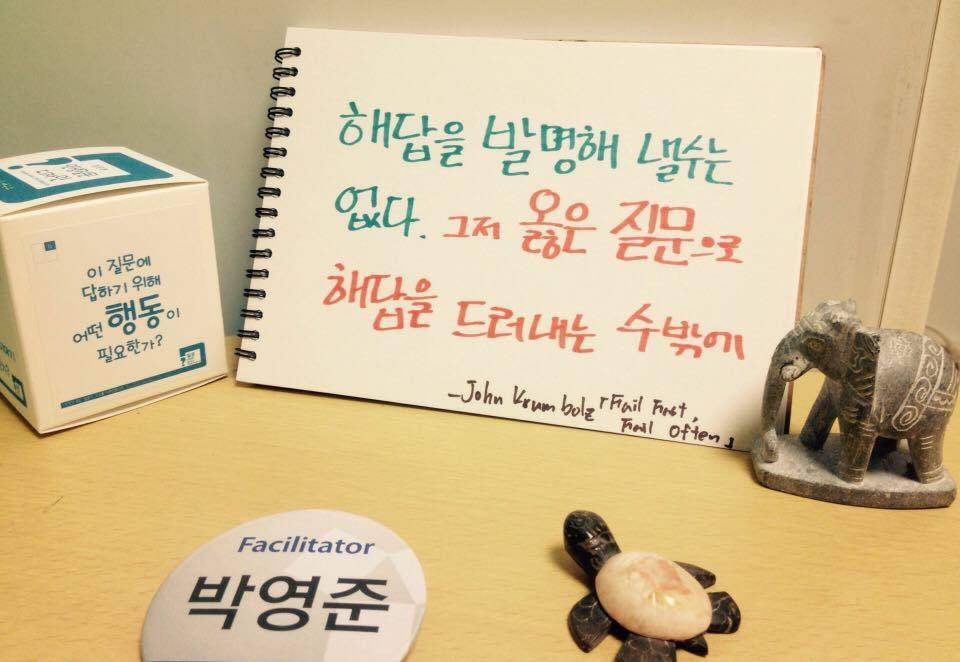 해답을 발명해 낼수는
없다. 그저 옳은 질문으로
해답을 드러내는 수밖에
-John Krumbolz 「Fail Fast,
Fail Often」
이 질문에
답하기 위해
어떤 행동이
필요한가?
Facilitator
박영준